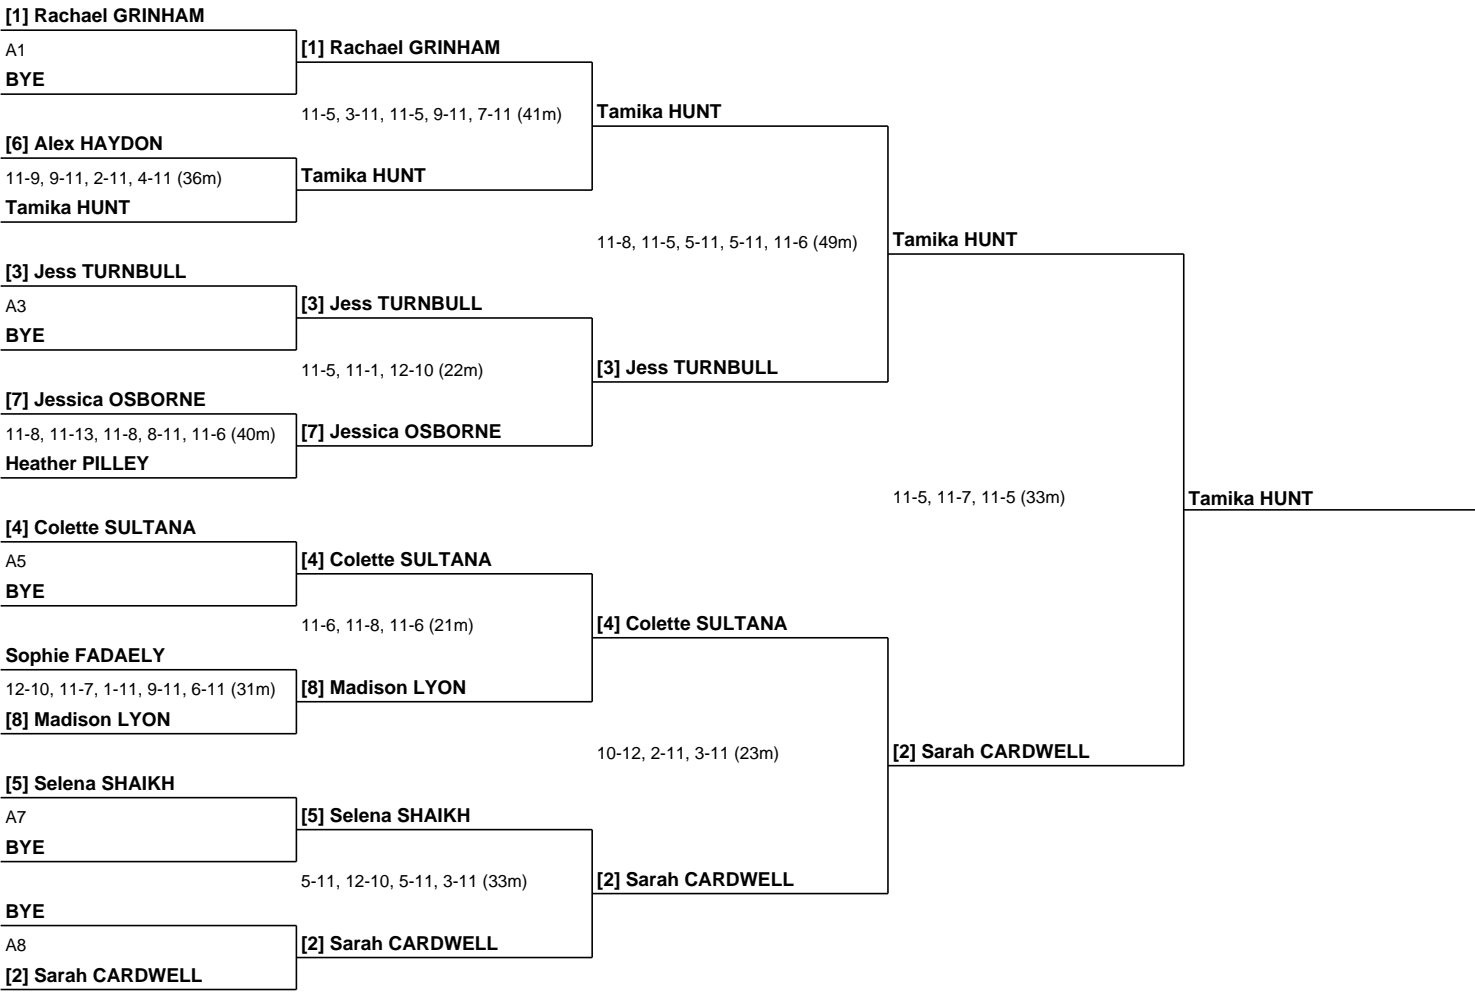 [1] Rachael GRINHAM
A1
BYE
[1] Rachael GRINHAM
11-5, 3-11, 11-5, 9-11, 7-11 (41m)
[6] Alex HAYDON
11-9, 9-11, 2-11, 4-11 (36m)
Tamika HUNT
Tamika HUNT
Tamika HUNT
11-8, 11-5, 5-11, 5-11, 11-6 (49m)
[3] Jess TURNBULL
A3
BYE
[3] Jess TURNBULL
11-5, 11-1, 12-10 (22m)
[7] Jessica OSBORNE
11-8, 11-13, 11-8, 8-11, 11-6 (40m)
Heather PILLEY
[7] Jessica OSBORNE
[3] Jess TURNBULL
Tamika HUNT
11-5, 11-7, 11-5 (33m)
Tamika HUNT
[4] Colette SULTANA
A5
BYE
[4] Colette SULTANA
11-6, 11-8, 11-6 (21m)
Sophie FADAELY
12-10, 11-7, 1-11, 9-11, 6-11 (31m)
[8] Madison LYON
[8] Madison LYON
[4] Colette SULTANA
10-12, 2-11, 3-11 (23m)
[5] Selena SHAIKH
A7
BYE
[5] Selena SHAIKH
5-11, 12-10, 5-11, 3-11 (33m)
BYE
A8
[2] Sarah CARDWELL
[2] Sarah CARDWELL
[2] Sarah CARDWELL
[2] Sarah CARDWELL